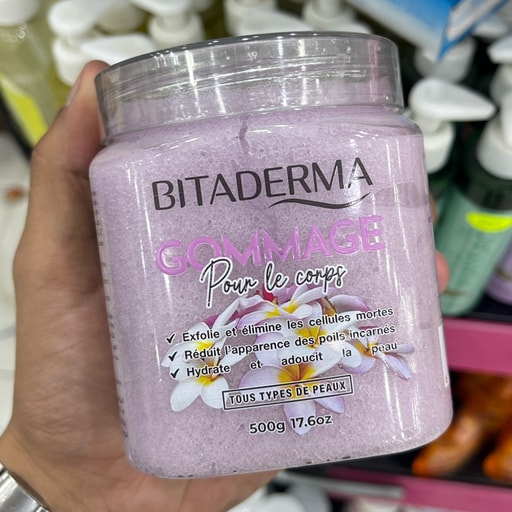 BITADERMA
GOMMAGE
Pour le corps
✓ Exfolie et élimine les cellules mortes
✓ Réduit l'apparence des poils incarnés
✓ Hydrate et adoucit la peau
TOUS TYPES DE PEAUX
500g 17.6oz